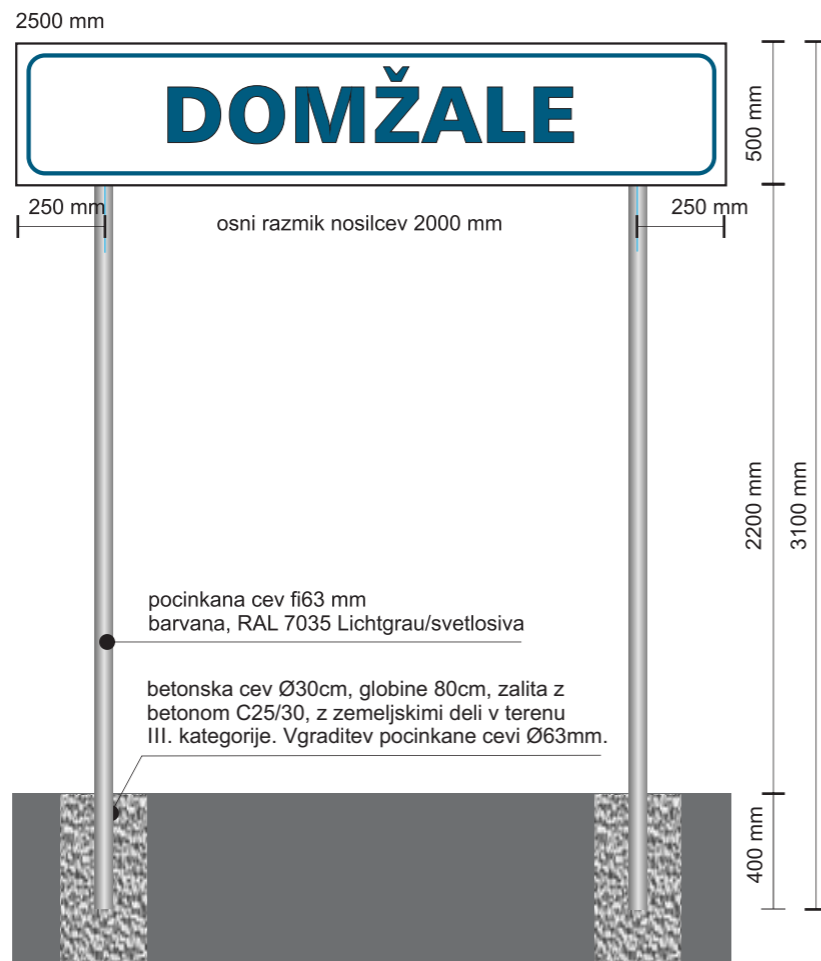 2500 mm
DOMŽALE
500 mm
250 mm
osni razmik nosilcev 2000 mm
250 mm
2200 mm
3100 mm
pocinkana cev fi63 mm
barvana, RAL 7035 Lichtgrau/svetlosiva
betonska cev Ø30cm, globine 80cm, zalita z
betonom C25/30, z zemeljskimi deli v terenu
III. kategorije. Vgraditev pocinkane cevi Ø63mm.
400 mm